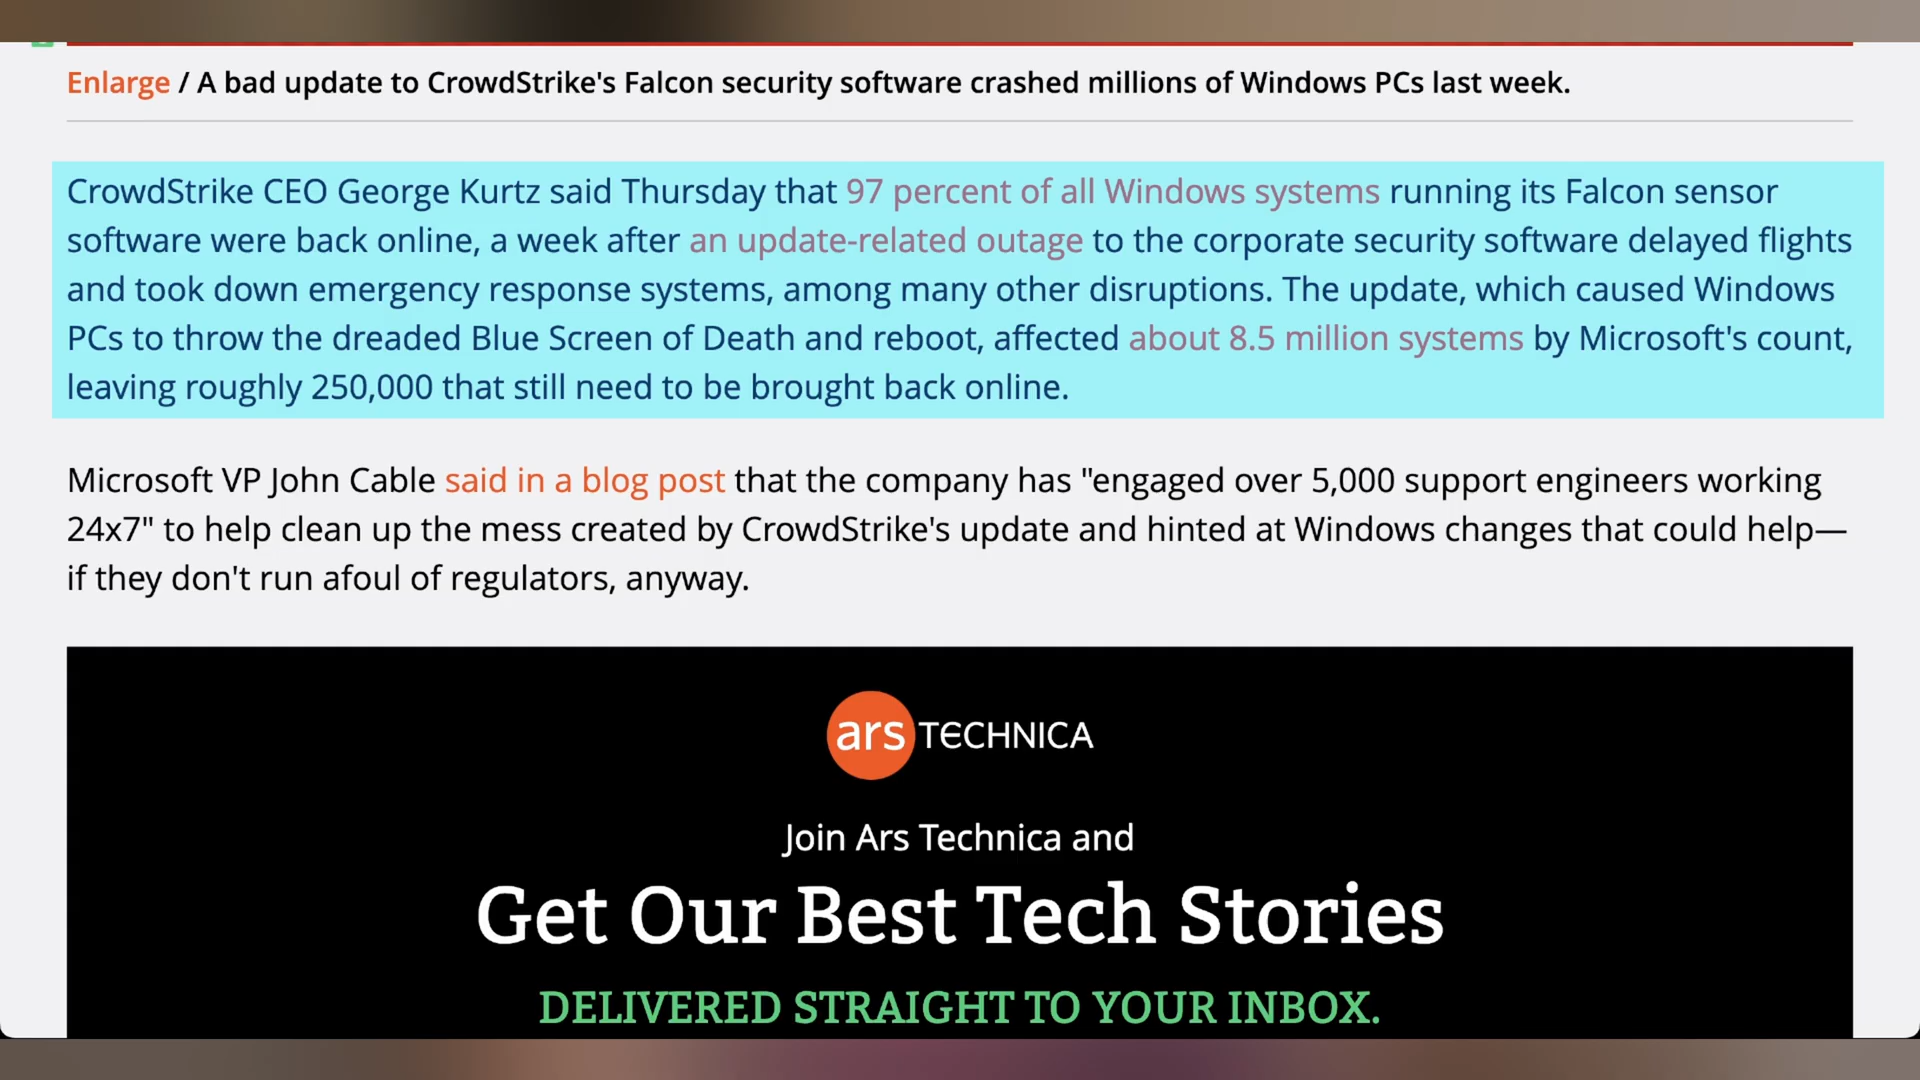 Enlarge / A bad update to CrowdStrike's Falcon security software crashed millions of Windows PCs last week.
CrowdStrike CEO George Kurtz said Thursday that 97 percent of all Windows systems running its Falcon sensor
software were back online, a week after an update-related outage to the corporate security software delayed flights
and took down emergency response systems, among many other disruptions. The update, which caused Windows
PCs to throw the dreaded Blue Screen of Death and reboot, affected about 8.5 million systems by Microsoft's count,
leaving roughly 250,000 that still need to be brought back online.
Microsoft VP John Cable said in a blog post that the company has "engaged over 5,000 support engineers working
24x7" to help clean up the mess created by CrowdStrike's update and hinted at Windows changes that could help—
if they don't run afoul of regulators, anyway.
ars TECHNICA
Join Ars Technica and
Get Our Best Tech Stories
DELIVERED STRAIGHT TO YOUR INBOX.